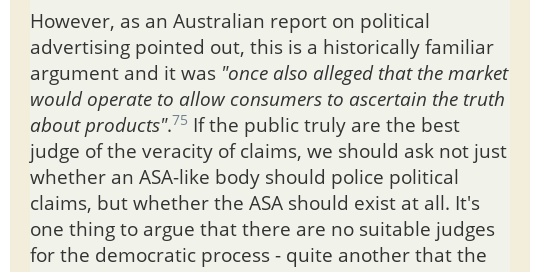 However, as an Australian report on political
advertising pointed out, this is a historically familiar
argument and it was "once also alleged that the market
would operate to allow consumers to ascertain the truth
about products".75 If the public truly are the best
judge of the veracity of claims, we should ask not just
whether an ASA-like body should police political
claims, but whether the ASA should exist at all. It's
one thing to argue that there are no suitable judges
for the democratic process - quite another that the